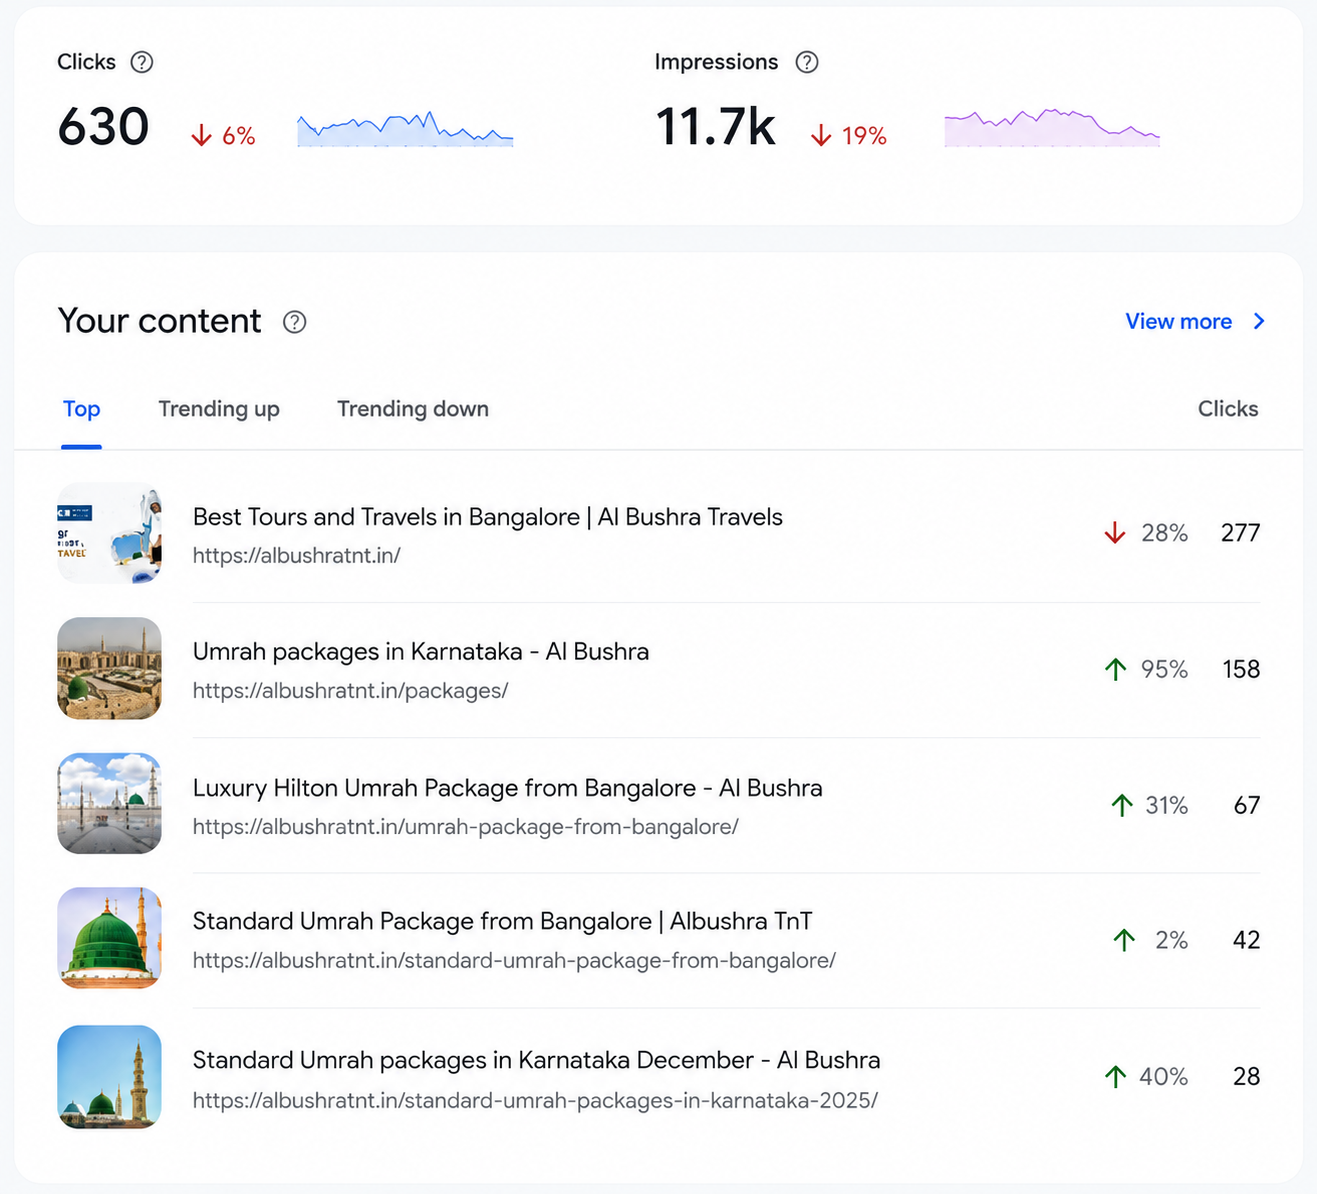 Clicks
630 6%
Impressions
11.7k 19%
Your content
View more
Top Trending up Trending down Clicks
TAVEL
Best Tours and Travels in Bangalore | Al Bushra Travels
https://albushratnt.in/
28% 277
Umrah packages in Karnataka - Al Bushra
https://albushratnt.in/packages/
95% 158
Luxury Hilton Umrah Package from Bangalore - Al Bushra
https://albushratnt.in/umrah-package-from-bangalore/
31% 67
Standard Umrah Package from Bangalore | Albushra TnT
https://albushratnt.in/standard-umrah-package-from-bangalore/
2% 42
Standard Umrah packages in Karnataka December - Al Bushra
https://albushratnt.in/standard-umrah-packages-in-karnataka-2025/
40% 28